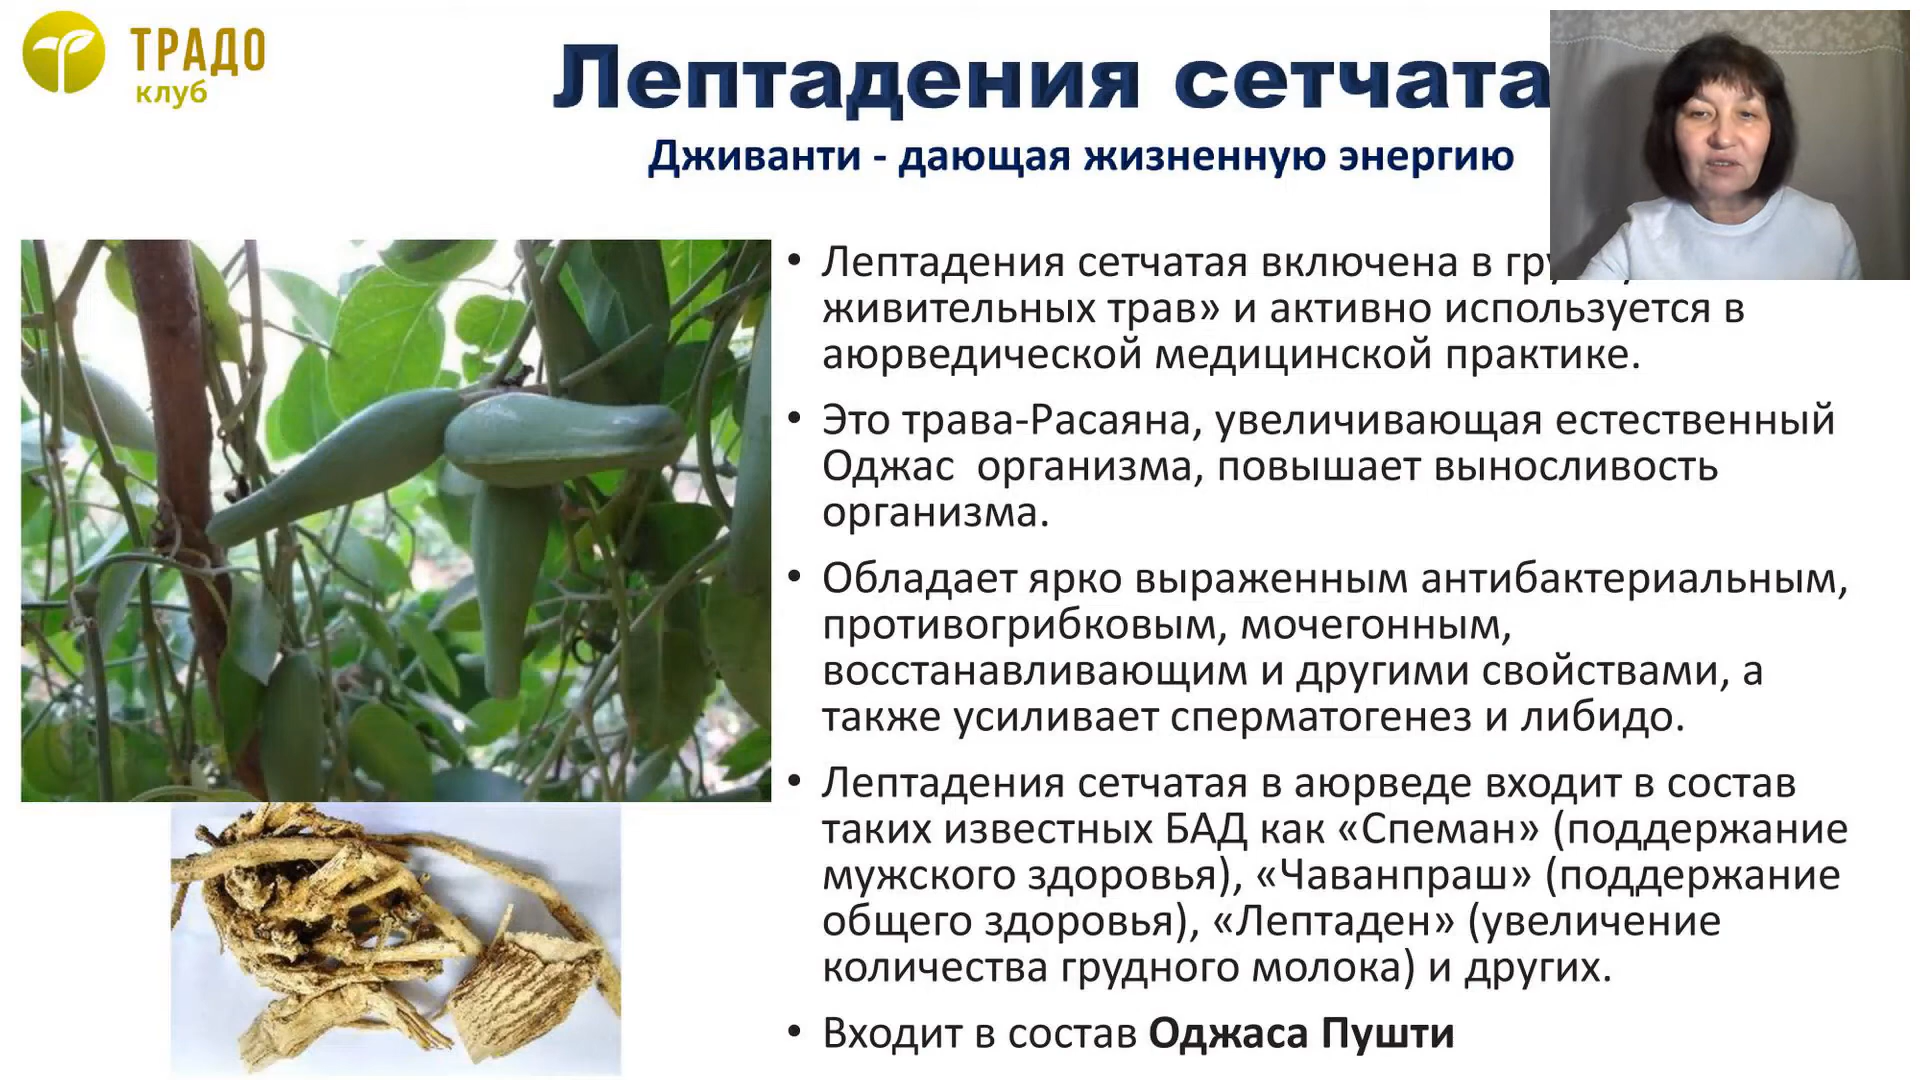 ТРАДО
клуб
Лептадения сетчата
Дживанти - дающая жизненную энергию
• Лептадения сетчатая включена в
живительных трав» и активно используется в
аюрведической медицинской практике.
• Это трава-Расаяна, увеличивающая естественный
Оджас организма, повышает выносливость
организма.
• Обладает ярко выраженным антибактериальным,
противогрибковым, мочегонным,
восстанавливающим и другими свойствами, а
также усиливает сперматогенез и либидо.
• Лептадения сетчатая в аюрведе входит в состав
таких известных БАД как «Спеман» (поддержание
мужского здоровья), «Чаванпраш» (поддержание
общего здоровья), «Лептаден» (увеличение
количества грудного молока) и других.
• Входит в состав Оджаса Пушти